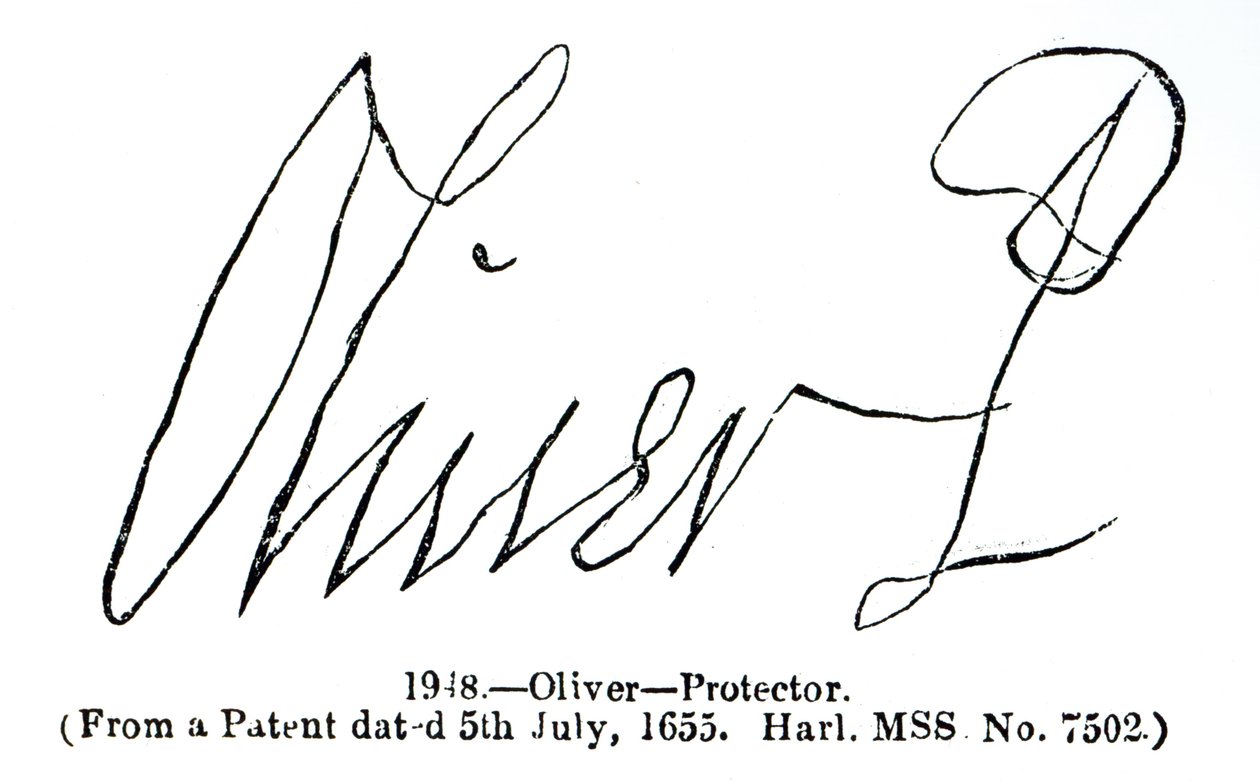 Oliver P
1948.—Oliver—Protector.
(From a Patent dat-d 5th July, 1655. Harl. MSS. No. 7502.)